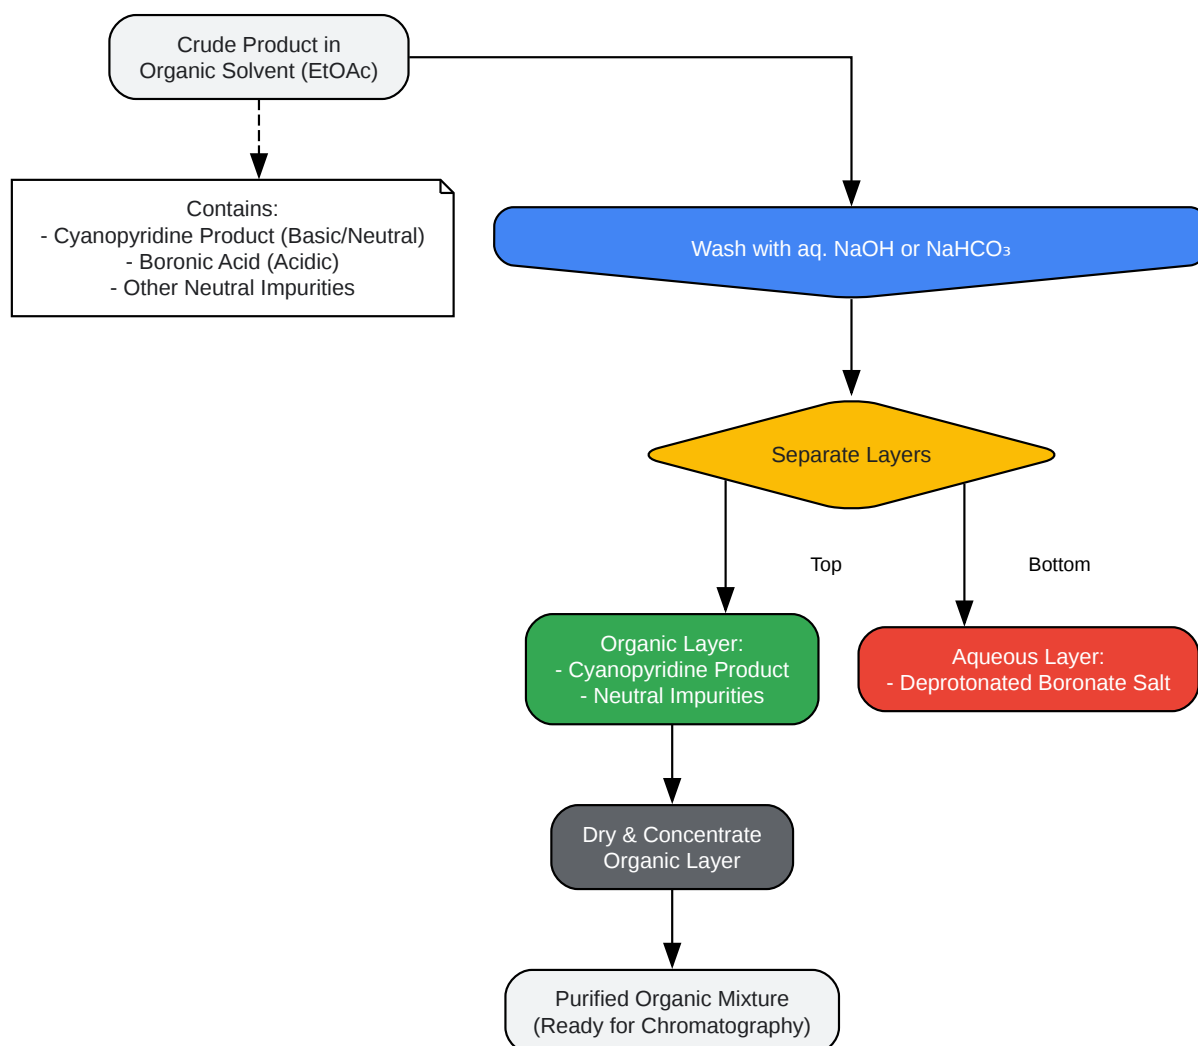 Crude Product in
Organic Solvent (EtOAc)
Contains:
- Cyanopyridine Product (Basic/Neutral)
- Boronic Acid (Acidic)
- Other Neutral Impurities
Wash with aq. NaOH or NaHCO₃
Separate Layers
Top
Bottom
Organic Layer:
- Cyanopyridine Product
- Neutral Impurities
Aqueous Layer:
- Deprotonated Boronate Salt
Dry & Concentrate
Organic Layer
Purified Organic Mixture
(Ready for Chromatography)